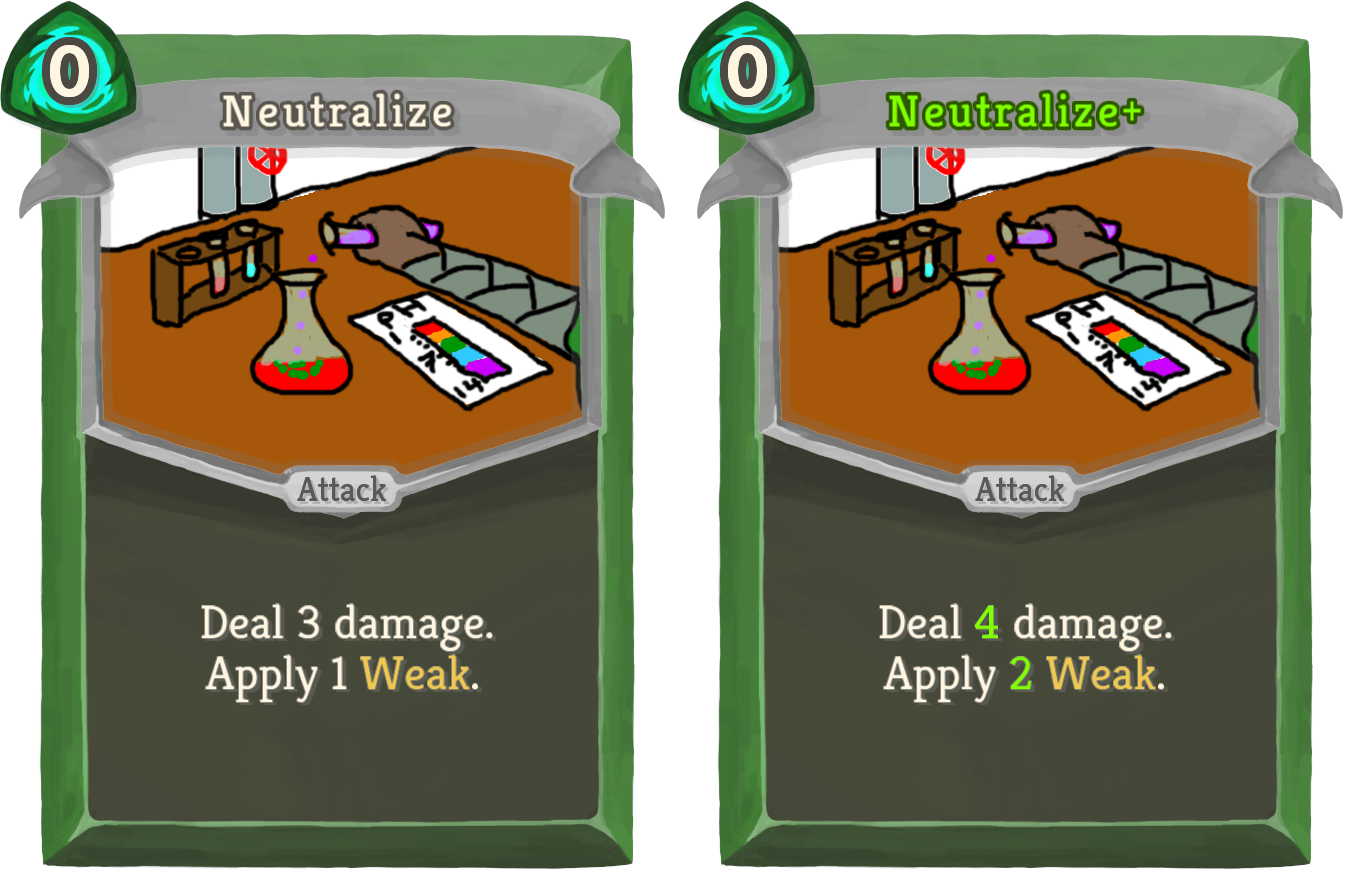 0
Neutralize
Attack
Deal 3 damage.
Apply 1 Weak.
0
Neutralize+
Attack
Deal 4 damage.
Apply 2 Weak.